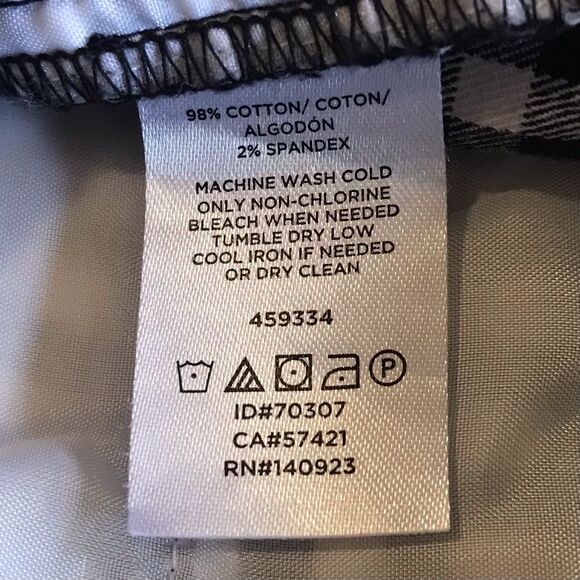 98% COTTON/ COTON/
ALGODÓN
2% SPANDEX
MACHINE WASH COLD
ONLY NON-CHLORINE
BLEACH WHEN NEEDED
TUMBLE DRY LOW
COOL IRON IF NEEDED
OR DRY CLEAN
459334
P
ID#70307
CA#57421
RN#140923